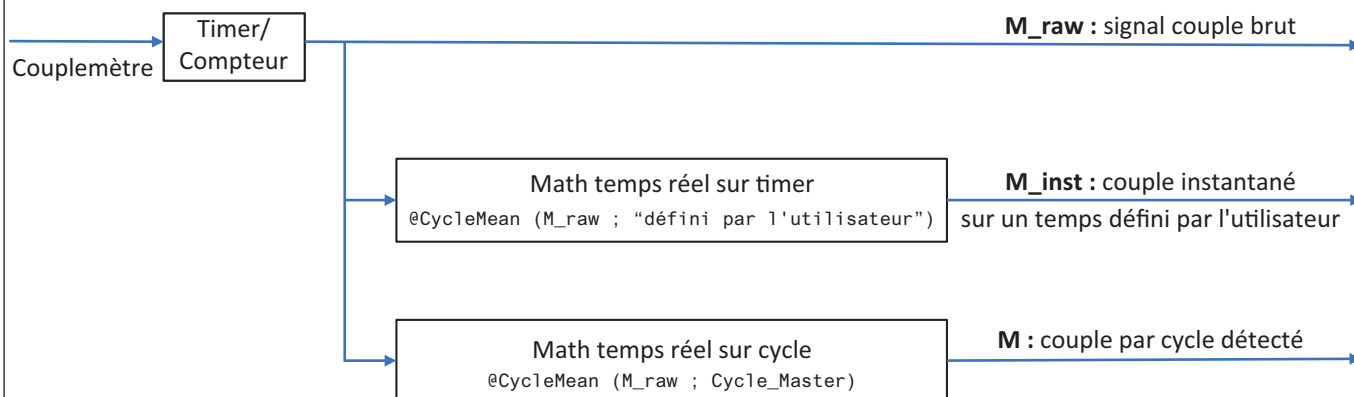 Couplemètre
Timer/
Compteur
M_raw : signal couple brut
Math temps réel sur timer
@CycleMean (M_raw ; “défini par l'utilisateur”)
M_inst : couple instantané
sur un temps défini par l'utilisateur
Math temps réel sur cycle
@CycleMean (M_raw ; Cycle_Master)
M : couple par cycle détecté